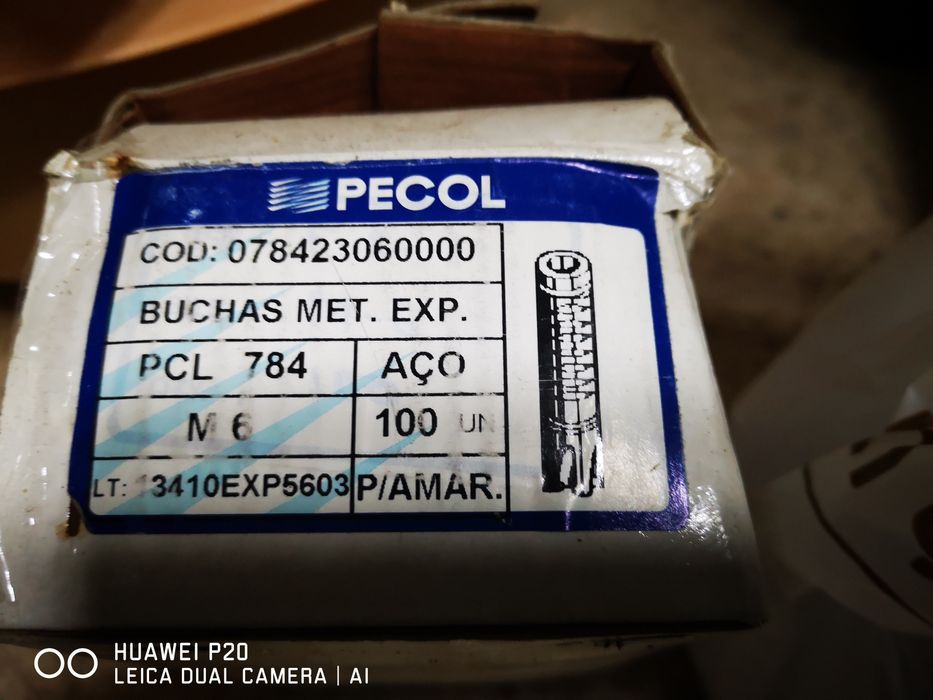 PECOL
COD: 078423060000
BUCHAS MET. EXP.
PCL 784 AÇO
M 6 100 UN
LT: 13410EXP5603 P/AMAR.
HUAWEI P20
LEICA DUAL CAMERA | AI